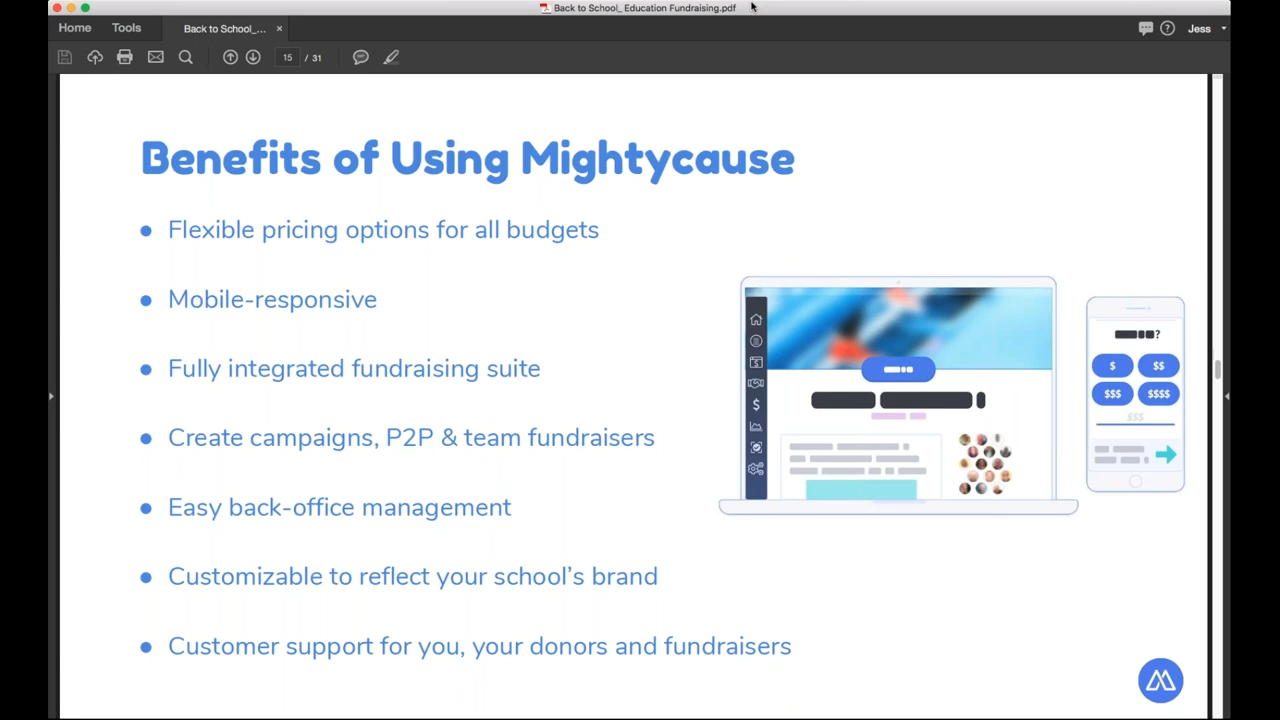 Back to School_ Education Fundraising.pdf
Home
Tools
Back to School_...
×
?
Jess
15 / 31
Benefits of Using Mightycause
● Flexible pricing options for all budgets
● Mobile-responsive
● Fully integrated fundraising suite
● Create campaigns, P2P & team fundraisers
● Easy back-office management
● Customizable to reflect your school’s brand
● Customer support for you, your donors and fundraisers
$
?
$ $$
$$$ $$$$
$$$